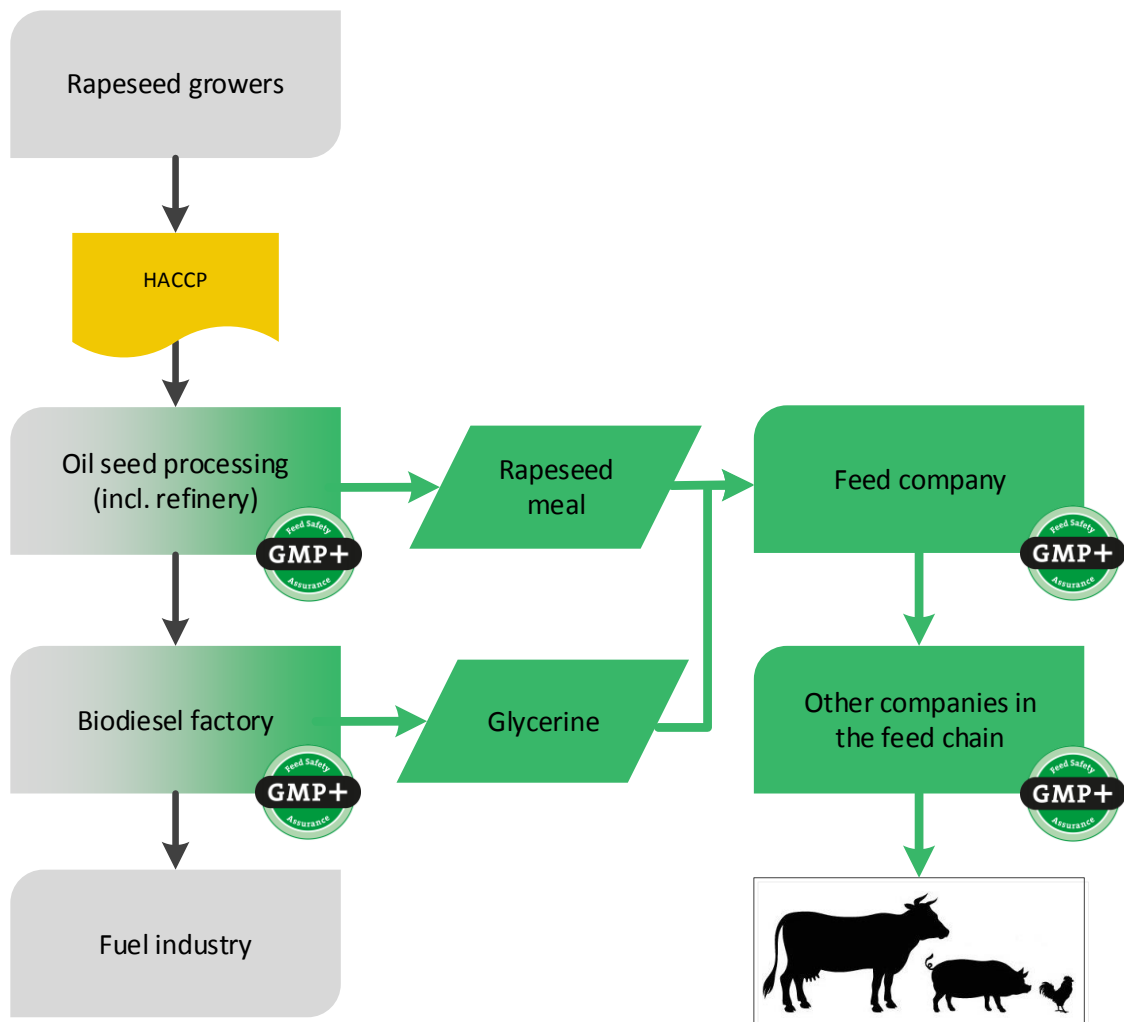 Rapeseed growers
HACCP
Oil seed processing
(incl. refinery)
Feed Safety
GMP+
Assurance
Rapeseed
meal
Feed company
Feed Safety
GMP+
Assurance
Biodiesel factory
Feed Safety
GMP+
Assurance
Glycerine
Other companies in
the feed chain
Feed Safety
GMP+
Assurance
Fuel industry